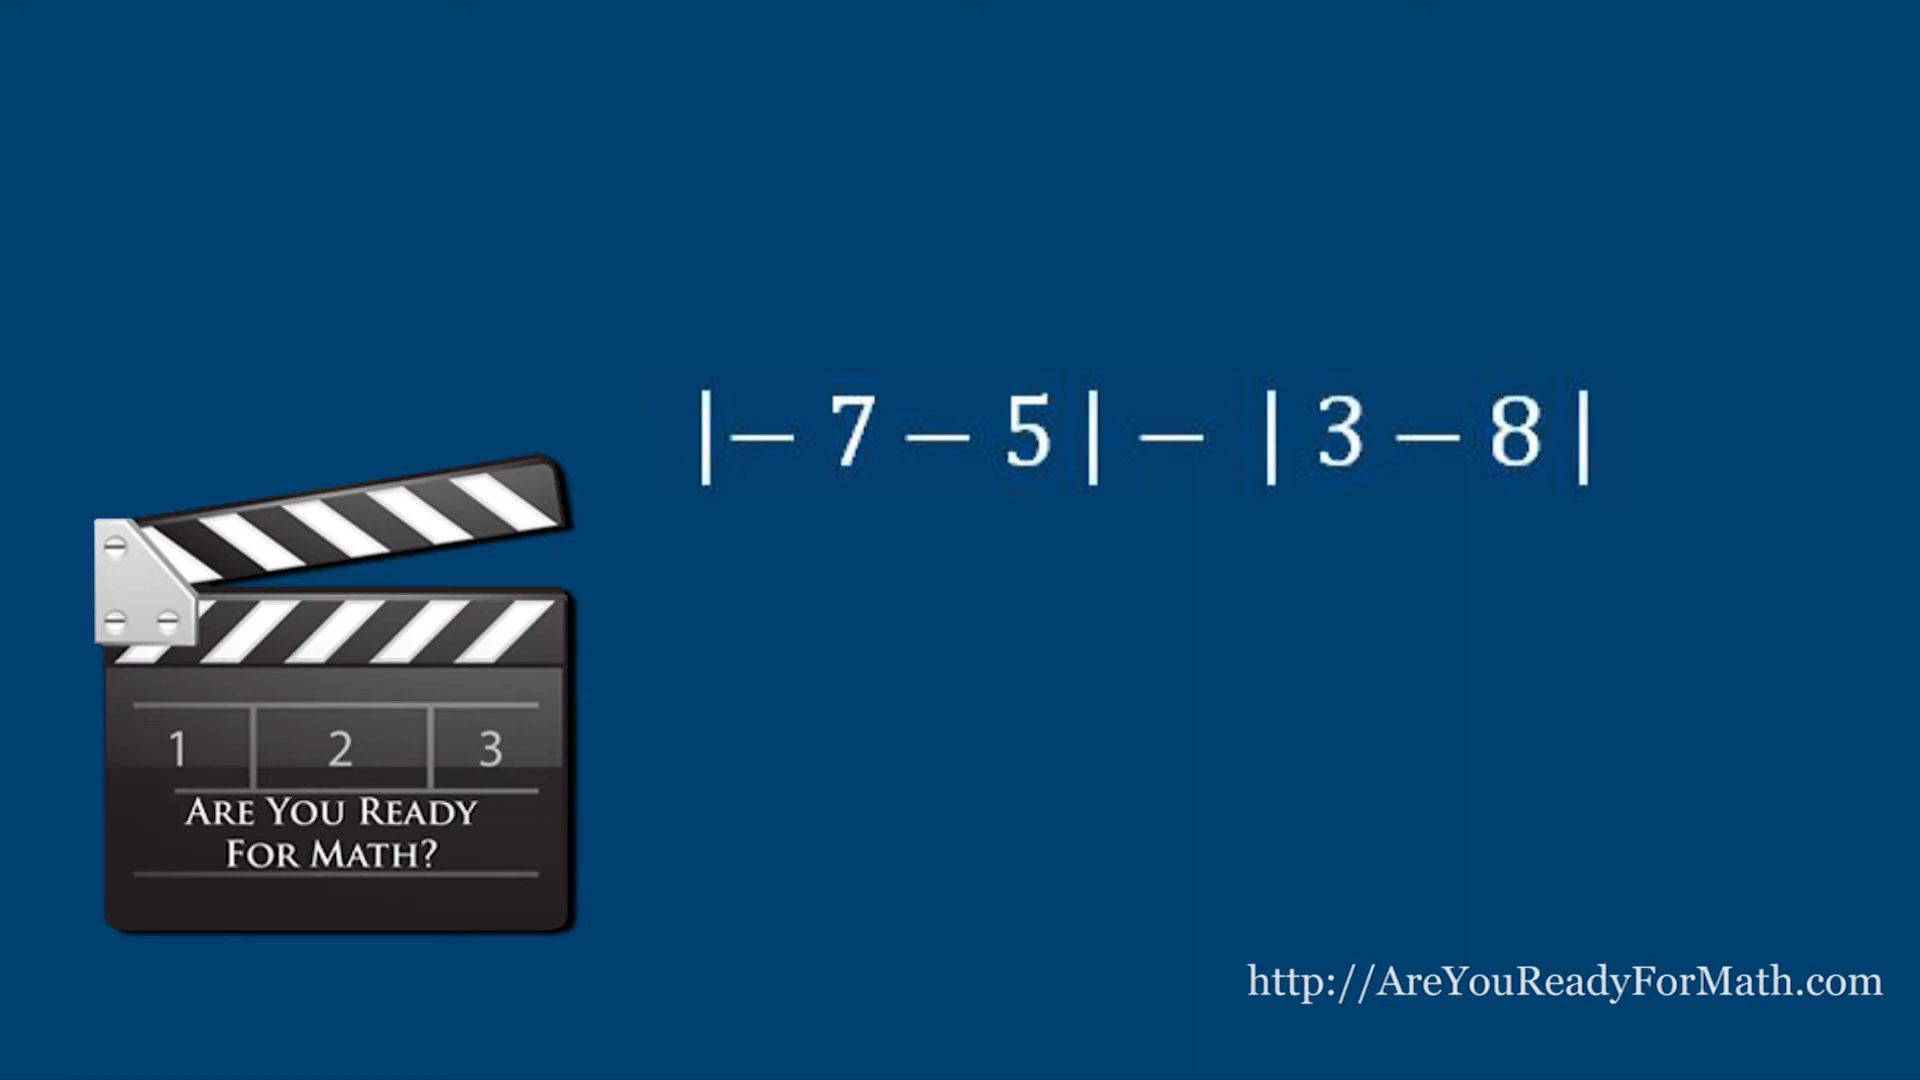 |− 7 − 5 | − | 3 − 8 |
1 2 3
ARE YOU READY
FOR MATH?
http://AreYouReadyForMath.com